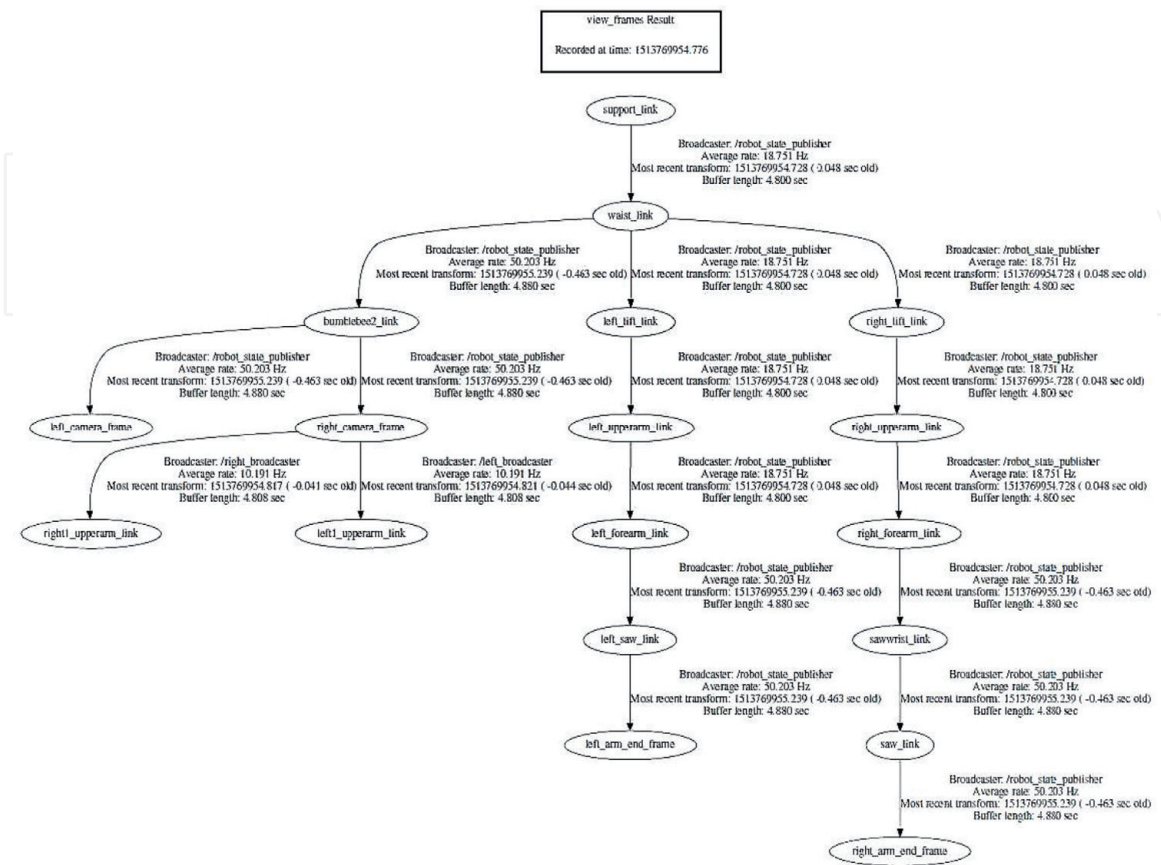 view_frames Result
Recorded at time: 1513769954.776
support_link
Broadcaster: /robot_state_publisher
Average rate: 18.751 Hz
Most recent transform: 1513769954.728 ( 0.048 sec old)
Buffer length: 4.800 sec
waist_link
Broadcaster: /robot_state_publisher
Average rate: 50.203 Hz
Most recent transform: 1513769955.239 ( -0.463 sec old)
Buffer length: 4.880 sec
Broadcaster: /robot_state_publisher
Average rate: 18.751 Hz
Most recent transform: 1513769954.728 ( 0.048 sec old)
Buffer length: 4.800 sec
Broadcaster: /robot_state_publisher
Average rate: 18.751 Hz
Most recent transform: 1513769954.728 ( 0.048 sec old)
Buffer length: 4.800 sec
bumblebee2_link
left_lift_link
right_lift_link
Broadcaster: /robot_state_publisher
Average rate: 50.203 Hz
Most recent transform: 1513769955.239 ( -0.463 sec old)
Buffer length: 4.880 sec
Broadcaster: /robot_state_publisher
Average rate: 50.203 Hz
Most recent transform: 1513769955.239 ( -0.463 sec old)
Buffer length: 4.880 sec
Broadcaster: /robot_state_publisher
Average rate: 18.751 Hz
Most recent transform: 1513769954.728 ( 0.048 sec old)
Buffer length: 4.800 sec
Broadcaster: /robot_state_publisher
Average rate: 18.751 Hz
Most recent transform: 1513769954.728 ( 0.048 sec old)
Buffer length: 4.800 sec
left_camera_frame
right_camera_frame
left_upperarm_link
right_upperarm_link
Broadcaster: /right_broadcaster
Average rate: 10.191 Hz
Most recent transform: 1513769954.817 ( -0.041 sec old)
Buffer length: 4.808 sec
Broadcaster: /left_broadcaster
Average rate: 10.191 Hz
Most recent transform: 1513769954.821 ( -0.044 sec old)
Buffer length: 4.808 sec
Broadcaster: /robot_state_publisher
Average rate: 18.751 Hz
Most recent transform: 1513769954.728 ( 0.048 sec old)
Buffer length: 4.800 sec
Broadcaster: /robot_state_publisher
Average rate: 18.751 Hz
Most recent transform: 1513769954.728 ( 0.048 sec old)
Buffer length: 4.800 sec
right1_upperarm_link
left1_upperarm_link
left_forearm_link
right_forearm_link
Broadcaster: /robot_state_publisher
Average rate: 50.203 Hz
Most recent transform: 1513769955.239 ( -0.463 sec old)
Buffer length: 4.880 sec
Broadcaster: /robot_state_publisher
Average rate: 50.203 Hz
Most recent transform: 1513769955.239 ( -0.463 sec old)
Buffer length: 4.880 sec
left_saw_link
sawwrist_link
Broadcaster: /robot_state_publisher
Average rate: 50.203 Hz
Most recent transform: 1513769955.239 ( -0.463 sec old)
Buffer length: 4.880 sec
Broadcaster: /robot_state_publisher
Average rate: 50.203 Hz
Most recent transform: 1513769955.239 ( -0.463 sec old)
Buffer length: 4.880 sec
left_arm_end_frame
saw_link
Broadcaster: /robot_state_publisher
Average rate: 50.203 Hz
Most recent transform: 1513769955.239 ( -0.463 sec old)
Buffer length: 4.880 sec
right_arm_end_frame